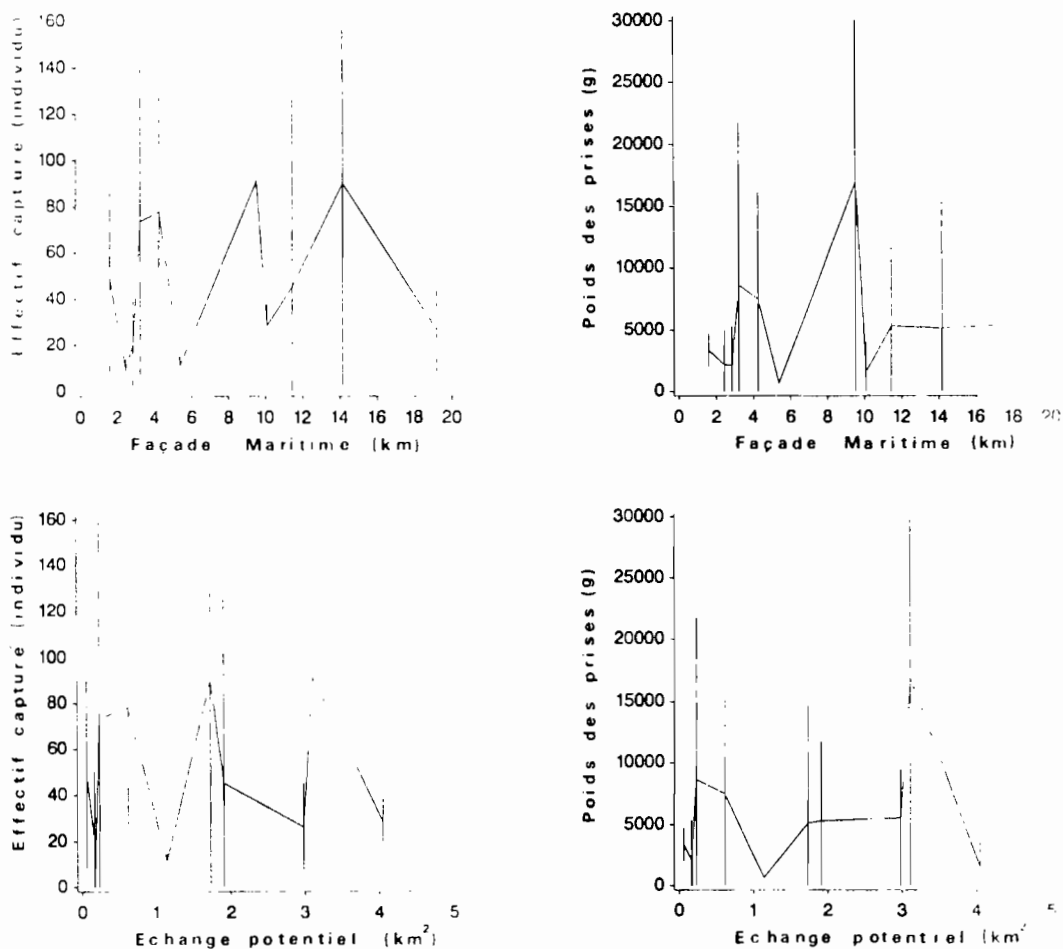 Effectif capture (individu)
160
140
120
100
80
60
40
20
0
0 2 4 6 8 10 12 14 16 18 20
Façade Maritime (km)
Poids des prises (g)
30000
25000
20000
15000
10000
5000
0
0 2 4 6 8 10 12 14 16 18 20
Façade Maritime (km)
Effectif capturé (individu)
160
140
120
100
80
60
40
20
0
0 1 2 3 4 5
Echange potentiel (km²)
Poids des prises (g)
30000
25000
20000
15000
10000
5000
0
0 1 2 3 4 5
Echange potentiel (km²